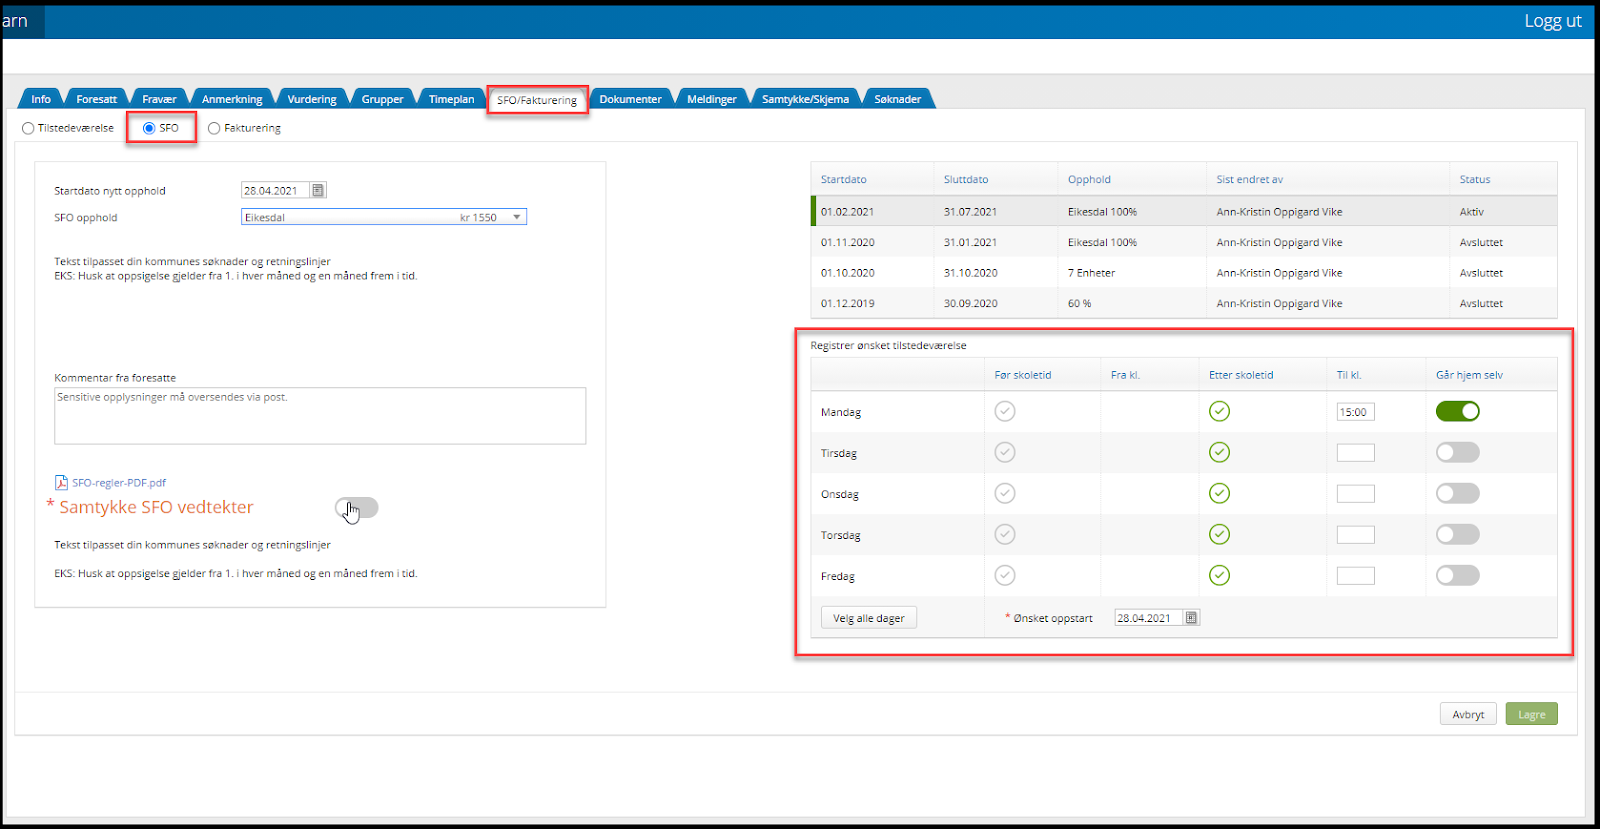 arn
Logg ut
Info Foresatt Fravær Anmerkning Vurdering Grupper Timeplan SFO/Fakturering Dokumenter Meldinger Samtykke/Skjema Søknader
Tilstedeværelse SFO Fakturering
Startdato nytt opphold 28.04.2021
SFO opphold Eikesdal kr 1550
Tekst tilpasset din kommunes søknader og retningslinjer
EKS: Husk at oppsigelse gjelder fra 1. i hver måned og en måned frem i tid.
Kommentar fra foresatte
Sensitive opplysninger må oversendes via post.
SFO-regler-PDF.pdf
* Samtykke SFO vedtekter
Tekst tilpasset din kommunes søknader og retningslinjer
EKS: Husk at oppsigelse gjelder fra 1. i hver måned og en måned frem i tid.
Startdato Sluttdato Opphold Sist endret av Status
01.02.2021 31.07.2021 Eikesdal 100% Ann-Kristin Oppigard Vike Aktiv
01.11.2020 31.01.2021 Eikesdal 100% Ann-Kristin Oppigard Vike Avsluttet
01.10.2020 31.10.2020 7 Enheter Ann-Kristin Oppigard Vike Avsluttet
01.12.2019 30.09.2020 60 % Ann-Kristin Oppigard Vike Avsluttet
Registrer ønsket tilstedeværelse
Før skoletid Fra kl. Etter skoletid Til kl. Går hjem selv
Mandag 15:00
Tirsdag
Onsdag
Torsdag
Fredag
Velg alle dager * Ønsket oppstart 28.04.2021
Avbryt Lagre